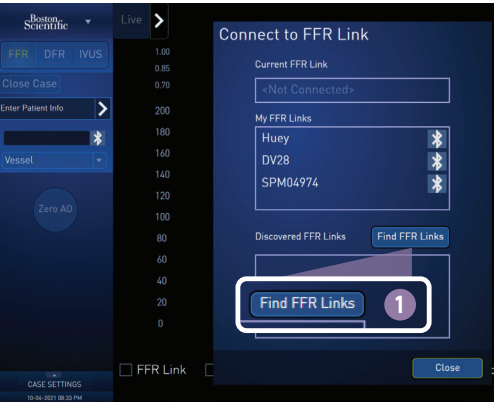 Boston
Scientific
Live
FFR DFR IVUS
Close Case
Enter Patient Info
Vessel
Zero AO
CASE SETTINGS
10-04-2021 08:33 PM
1.00
0.85
0.70
200
180
160
140
120
100
80
60
40
20
0
FFR Link
Connect to FFR Link
Current FFR Link
<Not Connected>
My FFR Links
Huey
DV28
SPM04974
Discovered FFR Links Find FFR Links
Find FFR Links 1
Close